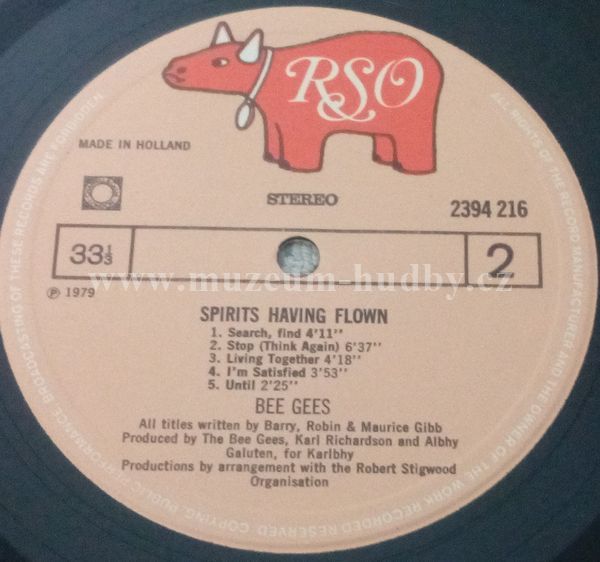 RSO
MADE IN HOLLAND
STEREO
2394 216
33⅓
2
℗ 1979
SPIRITS HAVING FLOWN
1. Search, find 4'11''
2. Stop (Think Again) 6'37''
3. Living Together 4'18''
4. I'm Satisfied 3'53''
5. Until 2'25''
BEE GEES
All titles written by Barry, Robin & Maurice Gibb
Produced by The Bee Gees, Karl Richardson and Albhy
Galuten, for Karlbhy
Productions by arrangement with the Robert Stigwood
Organisation
ALL RIGHTS OF THE RECORD MANUFACTURER AND THE OWNER OF THE WORK RECORDED RESERVED COPYING PUBLIC PERFORMANCE BROADCASTING OF THESE RECORDS ARE FORBIDDEN
www.muzeum-hudby.cz